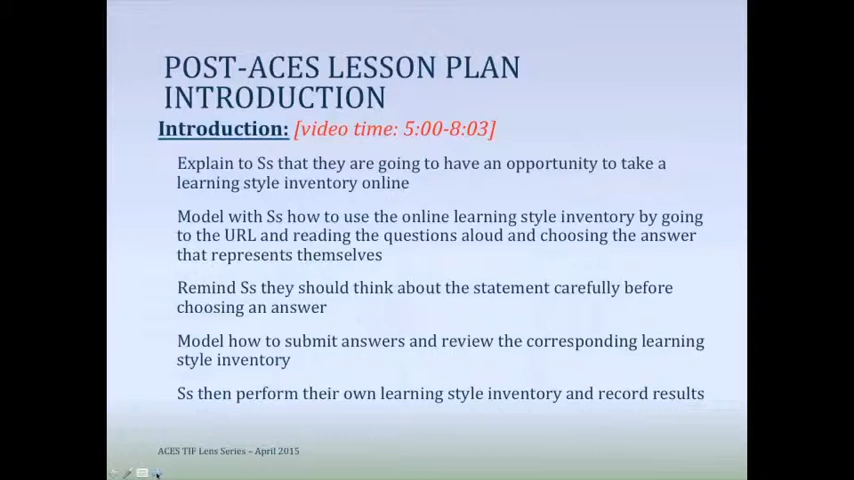 POST-ACES LESSON PLAN
INTRODUCTION
Introduction: [video time: 5:00-8:03]
Explain to Ss that they are going to have an opportunity to take a
learning style inventory online
Model with Ss how to use the online learning style inventory by going
to the URL and reading the questions aloud and choosing the answer
that represents themselves
Remind Ss they should think about the statement carefully before
choosing an answer
Model how to submit answers and review the corresponding learning
style inventory
Ss then perform their own learning style inventory and record results
ACES TIF Lens Series – April 2015